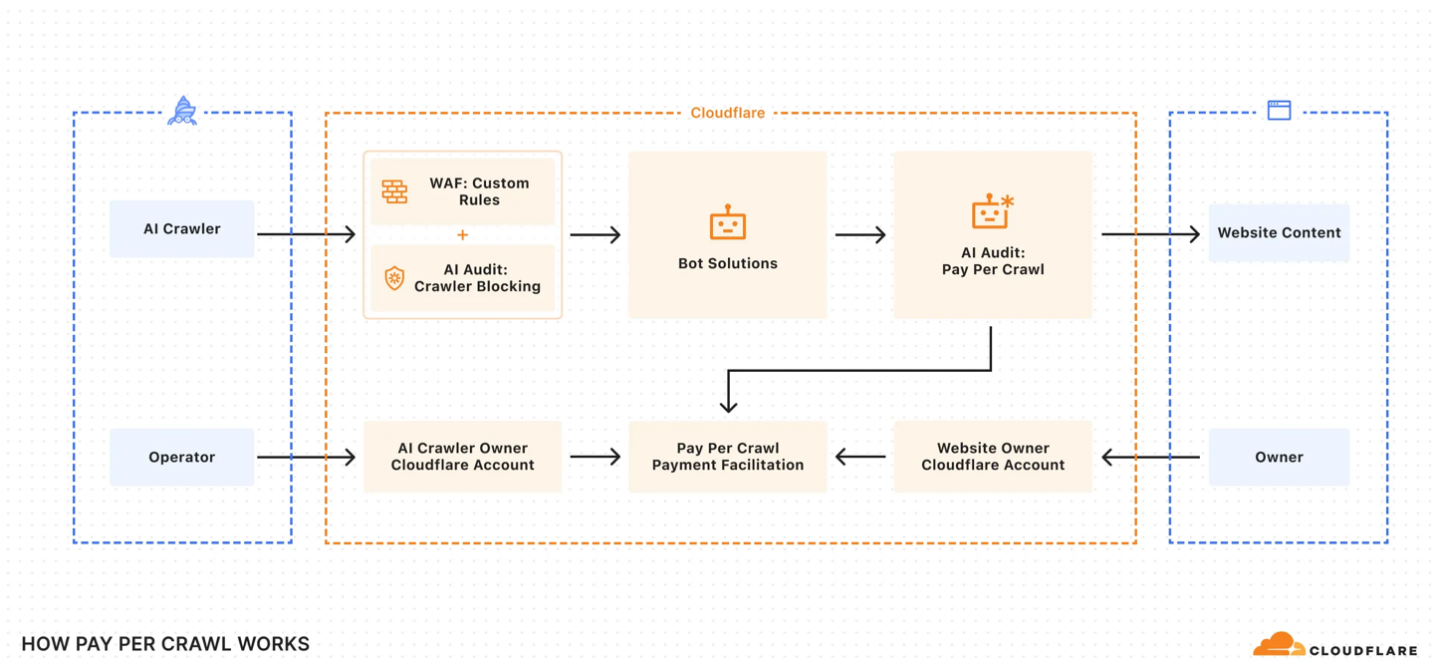 Cloudflare
AI Crawler
WAF: Custom
Rules
+
AI Audit:
Crawler Blocking
Bot Solutions
AI Audit:
Pay Per Crawl
Website Content
Operator
AI Crawler Owner
Cloudflare Account
Pay Per Crawl
Payment Facilitation
Website Owner
Cloudflare Account
Owner
HOW PAY PER CRAWL WORKS
CLOUDFLARE